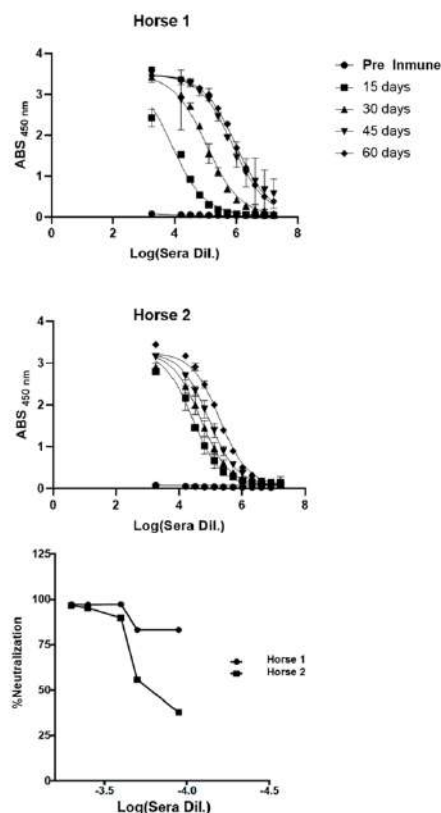 Horse 1
4
3
2
1
0
ABS 450 nm
0 2 4 6 8
Log(Sera Dil.)
Pre Inmune
15 days
30 days
45 days
60 days
Horse 2
4
3
2
1
0
ABS 450 nm
0 2 4 6 8
Log(Sera Dil.)
125
100
75
50
25
0
%Neutralization
-3.5 -4.0 -4.5
Log(Sera Dil.)
Horse 1
Horse 2